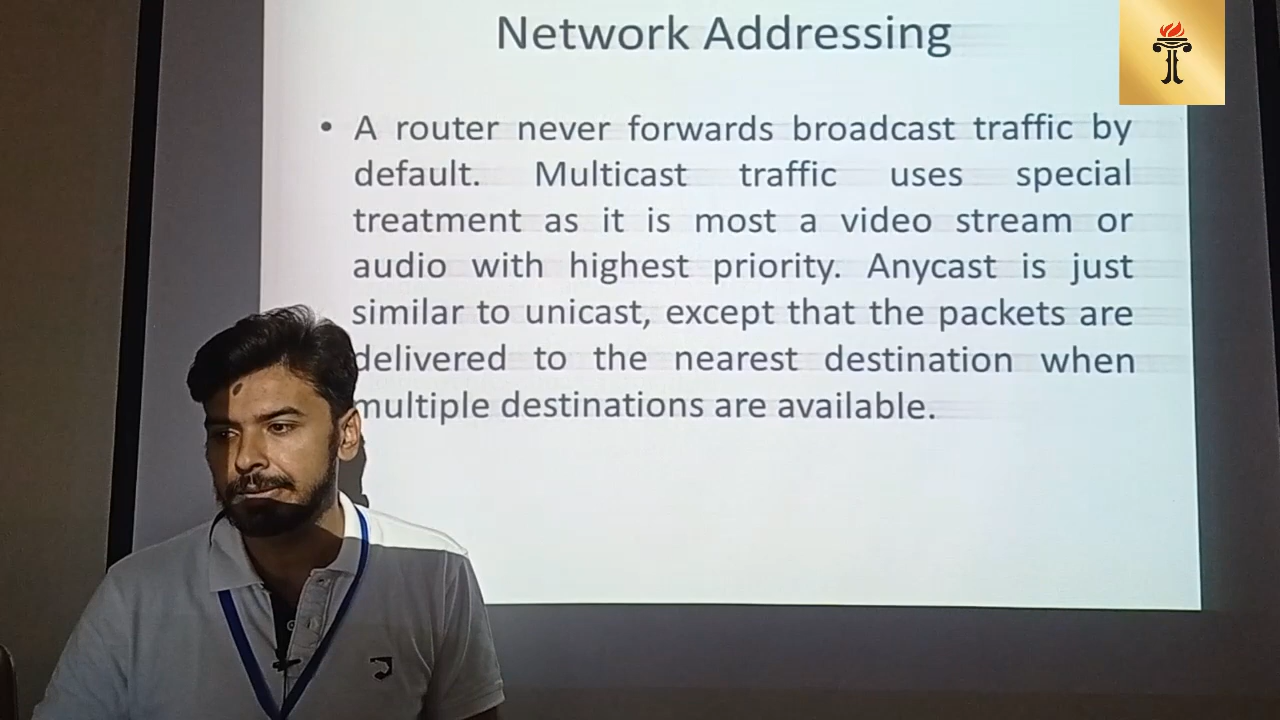 Network Addressing
• A router never forwards broadcast traffic by
default. Multicast traffic uses special
treatment as it is most a video stream or
audio with highest priority. Anycast is just
similar to unicast, except that the packets are
delivered to the nearest destination when
multiple destinations are available.